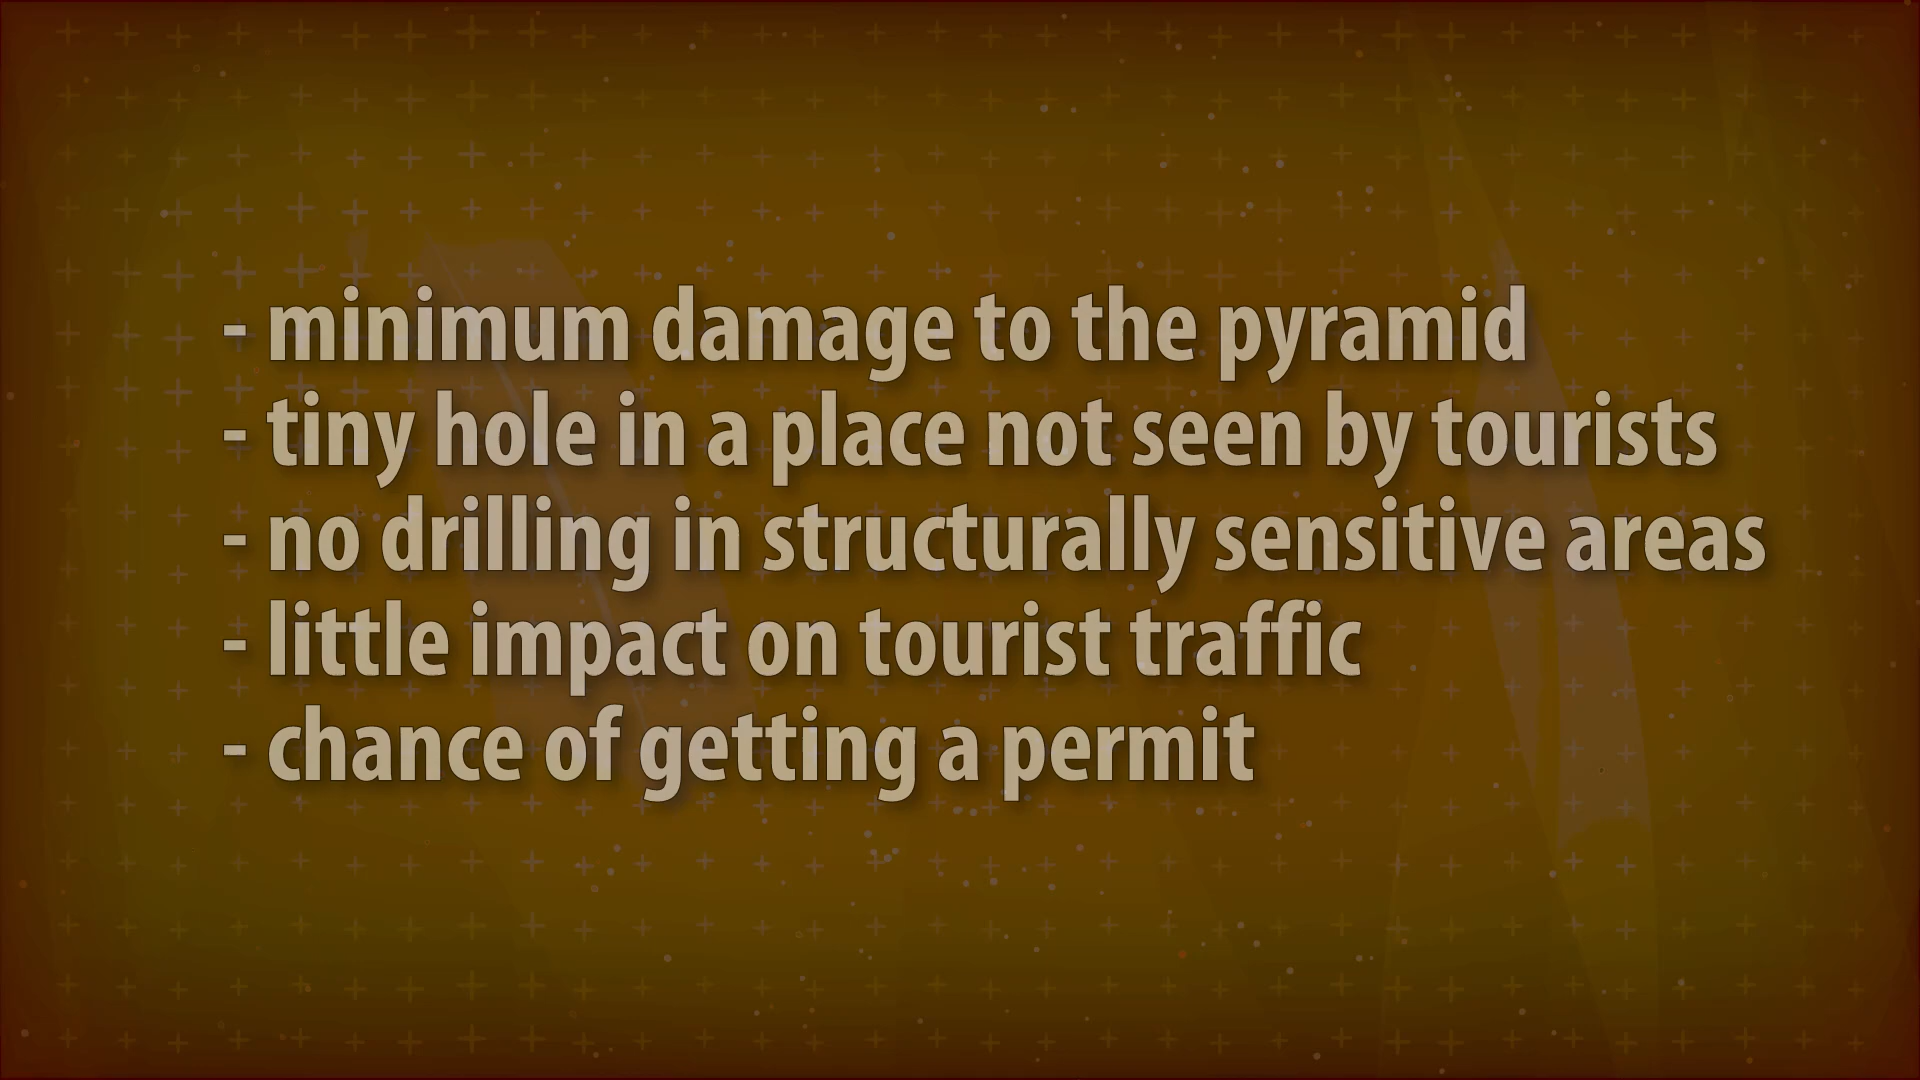 - minimum damage to the pyramid
- tiny hole in a place not seen by tourists
- no drilling in structurally sensitive areas
- little impact on tourist traffic
- chance of getting a permit